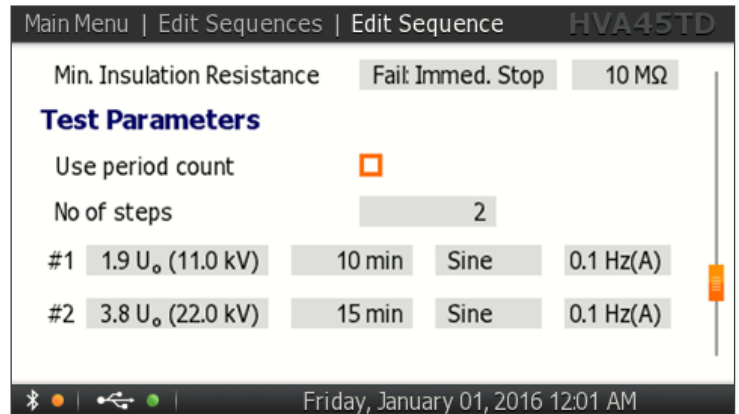 Main Menu | Edit Sequences | Edit Sequence HVA45TD
Min. Insulation Resistance Fail: Immed. Stop 10 MΩ
Test Parameters
Use period count
No of steps 2
#1 1.9 Uₒ (11.0 kV) 10 min Sine 0.1 Hz(A)
#2 3.8 Uₒ (22.0 kV) 15 min Sine 0.1 Hz(A)
Friday, January 01, 2016 12:01 AM